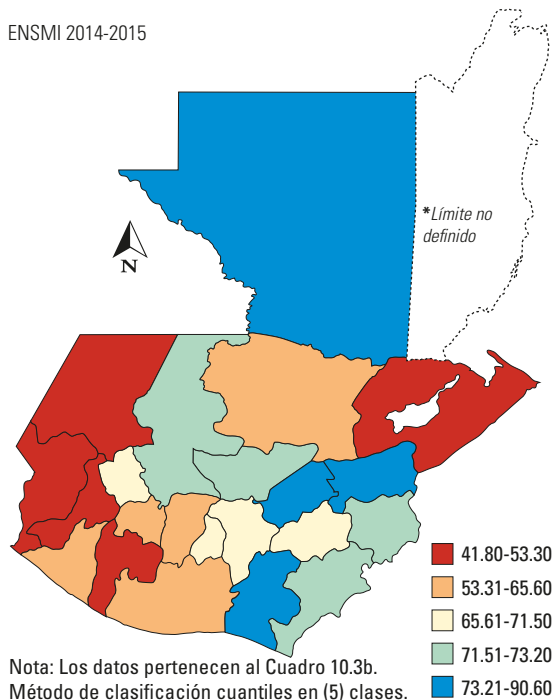 ENSMI 2014-2015
*Límite no
definido
N
41.80-53.30
53.31-65.60
65.61-71.50
71.51-73.20
73.21-90.60
Nota: Los datos pertenecen al Cuadro 10.3b.
Método de clasificación cuantiles en (5) clases.